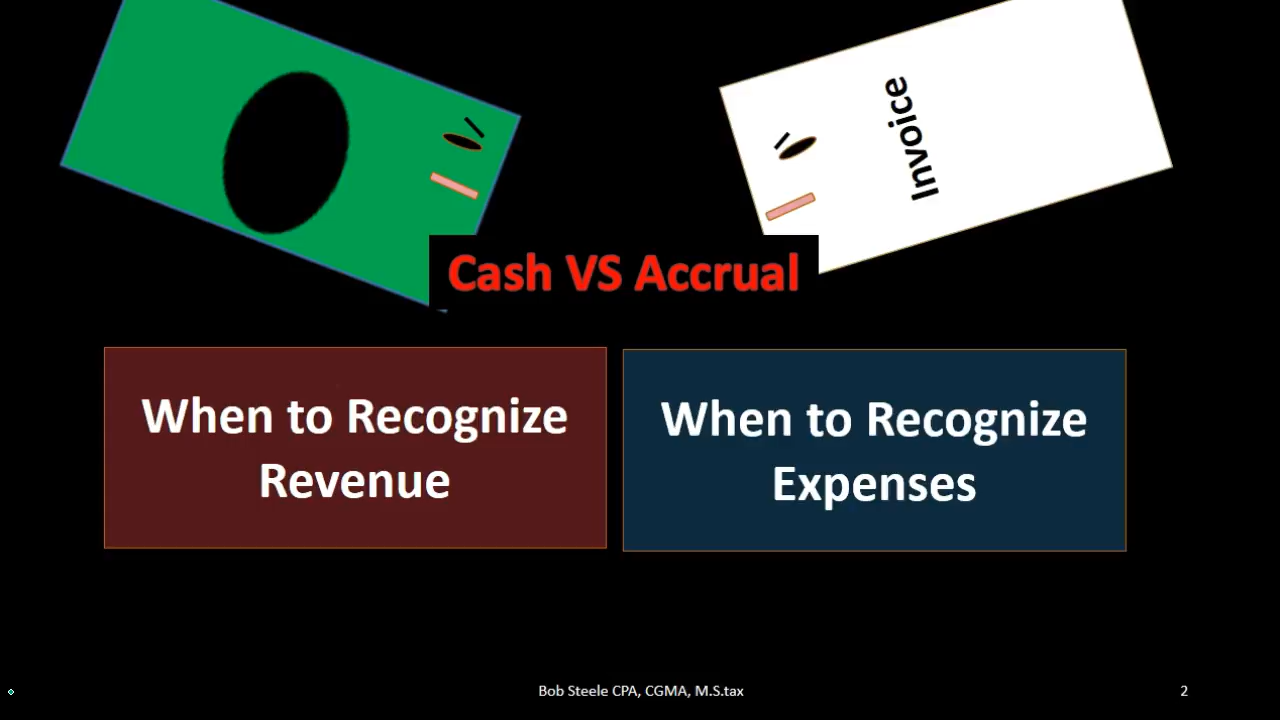 Invoice
Cash VS Accrual
When to Recognize
Revenue
When to Recognize
Expenses
Bob Steele CPA, CGMA, M.S.tax
2